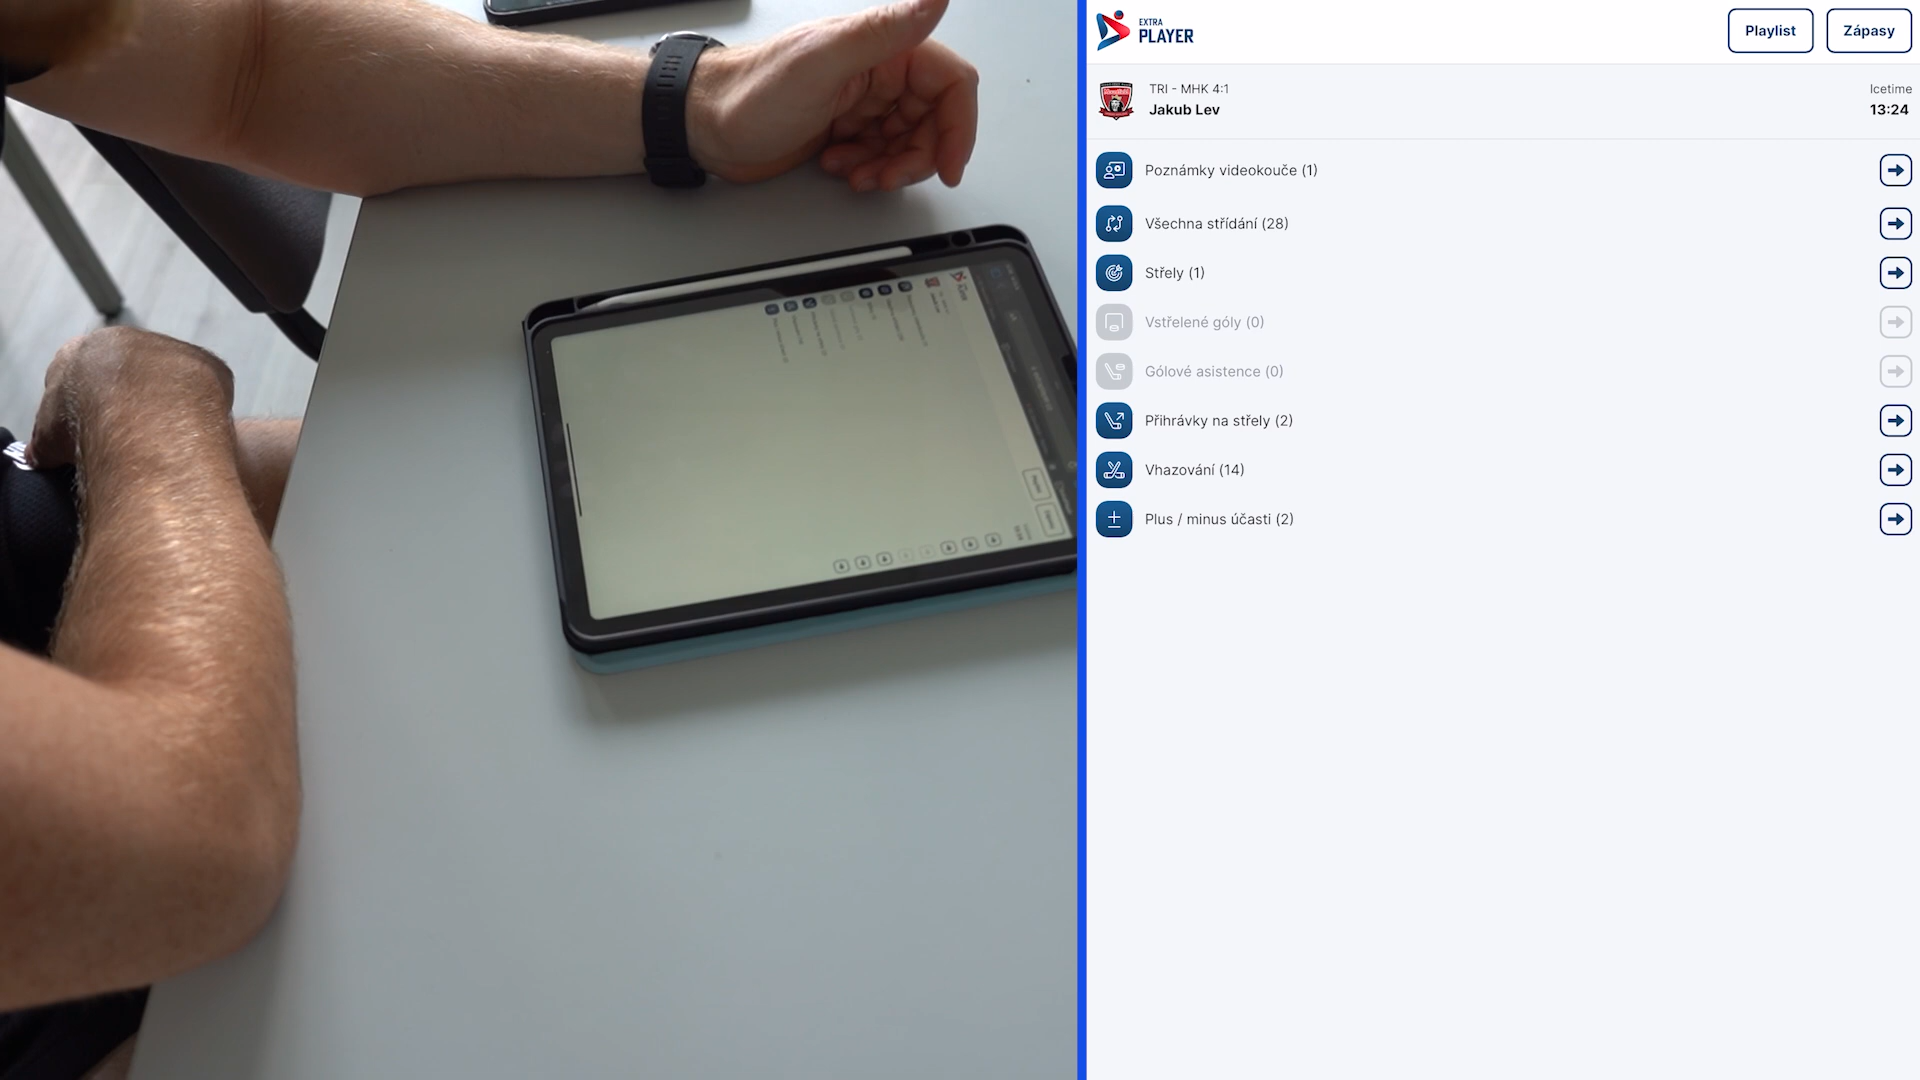 EXTRA
PLAYER
Playlist
Zápasy
TRI - MHK 4:1
Jakub Lev
Icetime
13:24
Poznámky videokouče (1)
Všechna střídání (28)
Střely (1)
Vstřelené góly (0)
Gólové asistence (0)
Přihrávky na střely (2)
Vhazování (14)
Plus / minus účasti (2)